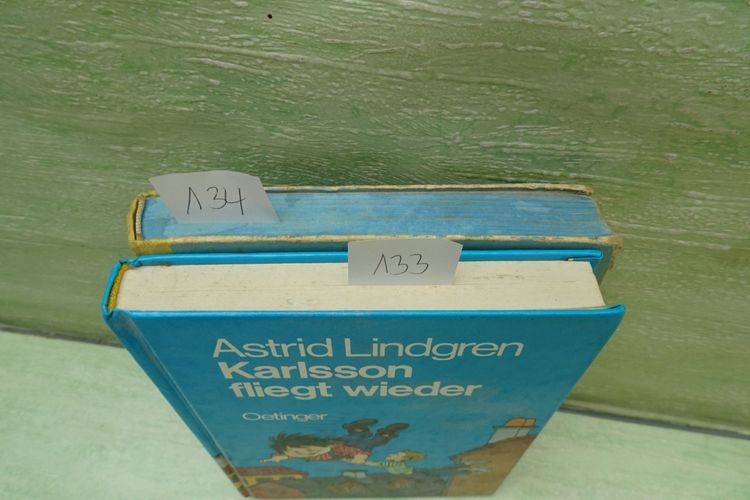 134
133
Astrid Lindgren
Karlsson
fliegt wieder
Oetinger